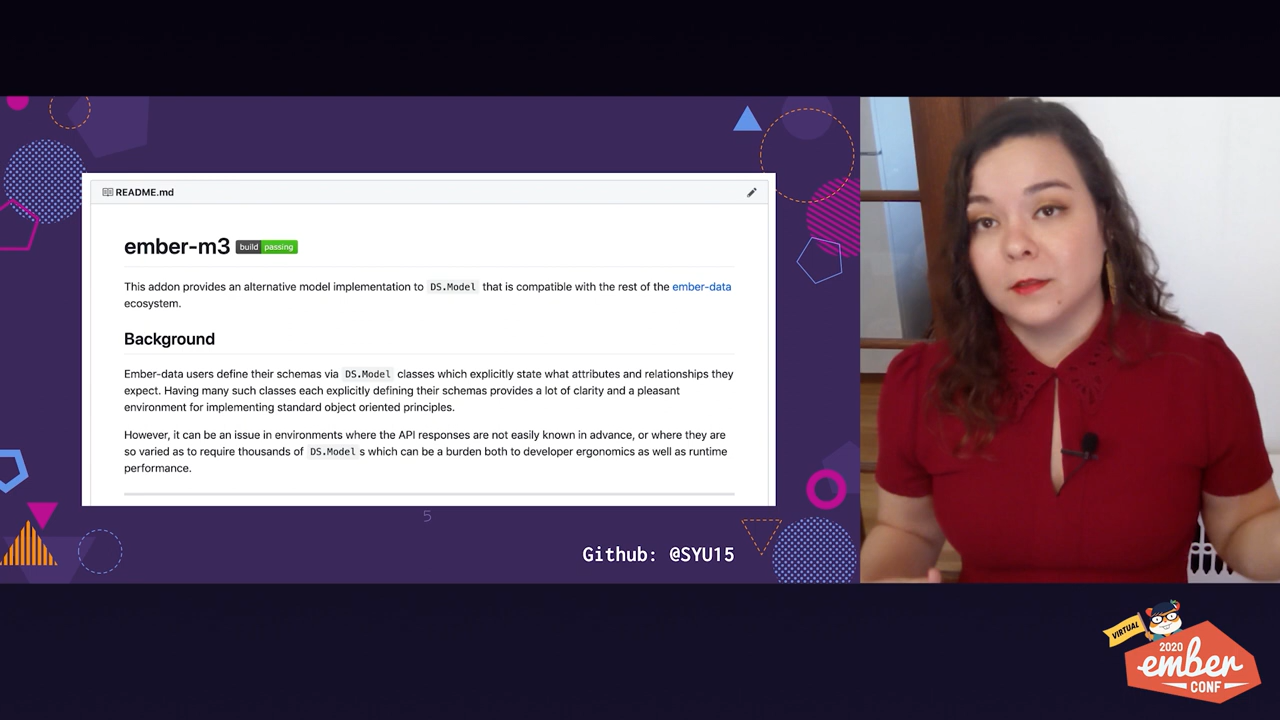 README.md
ember-m3 build passing
This addon provides an alternative model implementation to DS.Model that is compatible with the rest of the ember-data
ecosystem.
Background
Ember-data users define their schemas via DS.Model classes which explicitly state what attributes and relationships they
expect. Having many such classes each explicitly defining their schemas provides a lot of clarity and a pleasant
environment for implementing standard object oriented principles.
However, it can be an issue in environments where the API responses are not easily known in advance, or where they are
so varied as to require thousands of DS.Model s which can be a burden both to developer ergonomics as well as runtime
performance.
5
Github: @SYU15
VIRTUAL
2020
ember
CONF